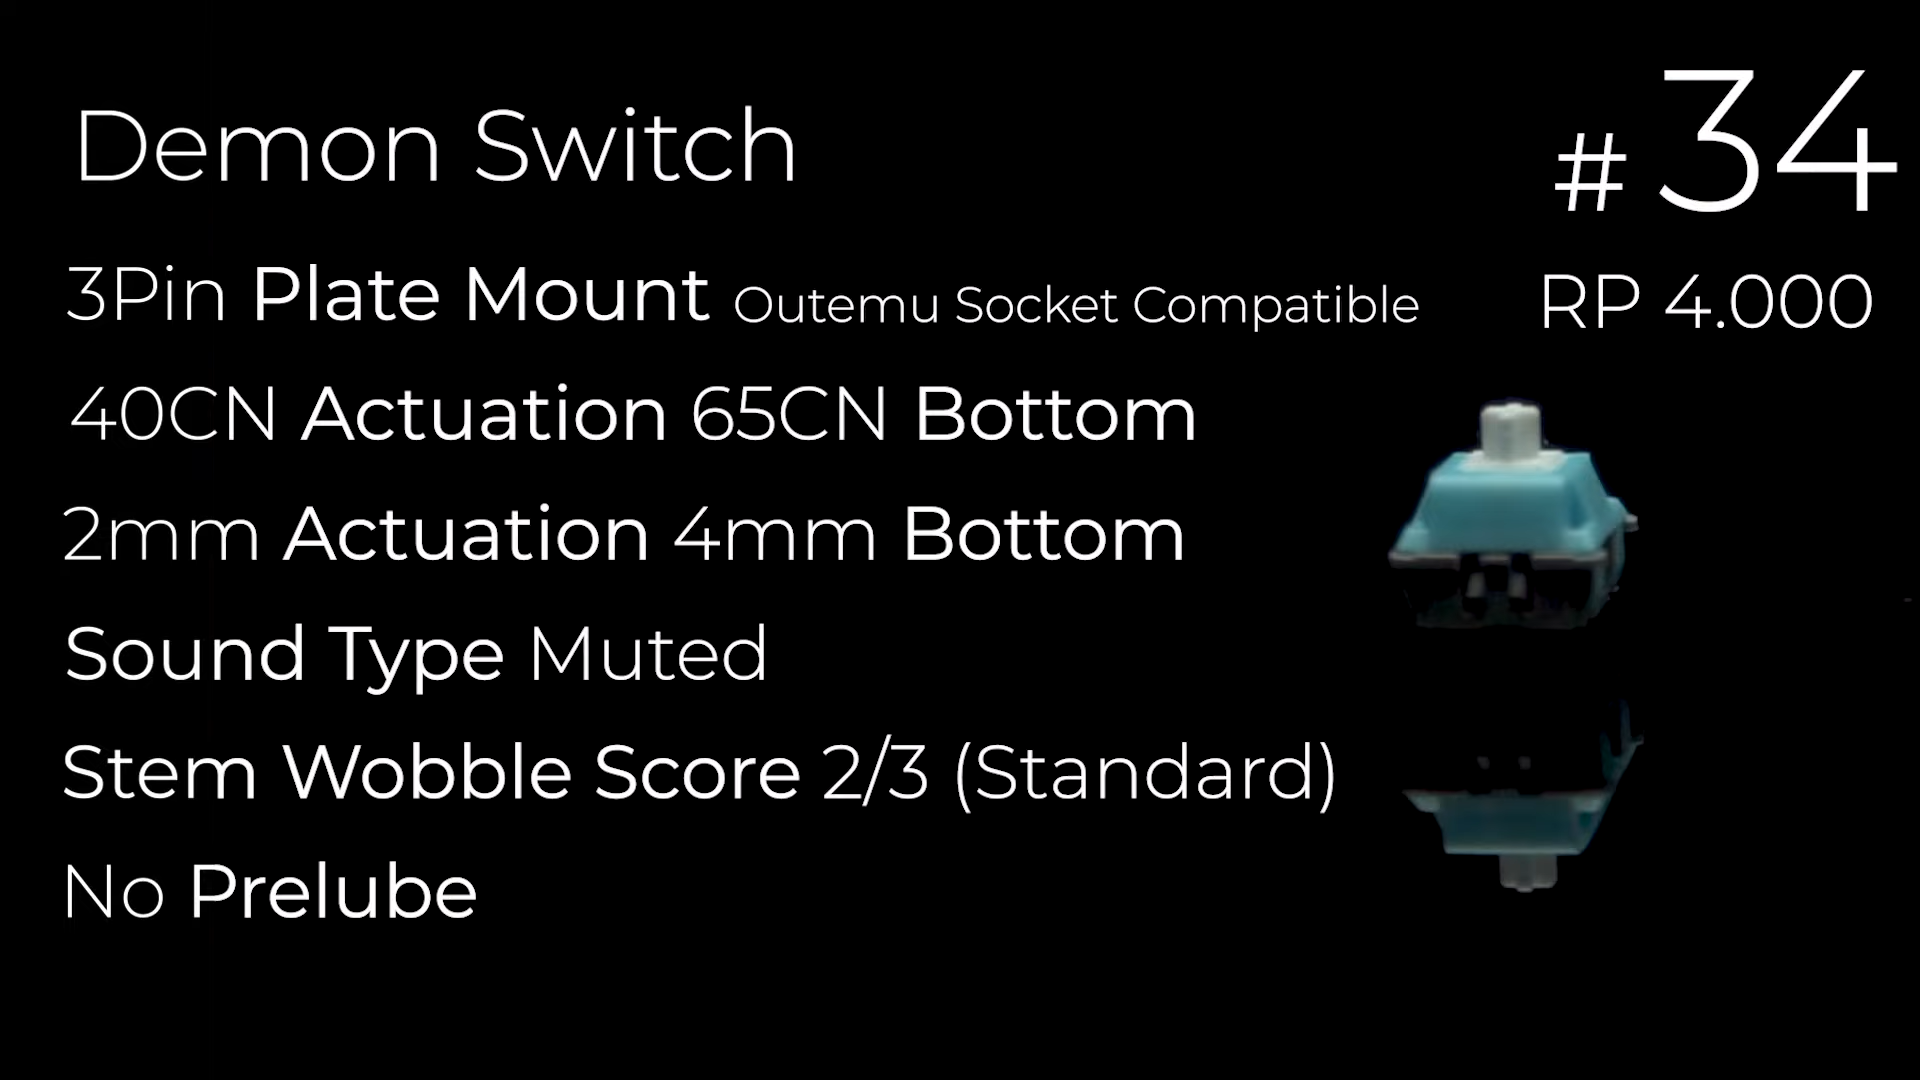 Demon Switch
#34
3Pin Plate Mount Outemu Socket Compatible
RP 4.000
40CN Actuation 65CN Bottom
2mm Actuation 4mm Bottom
Sound Type Muted
Stem Wobble Score 2/3 (Standard)
No Prelube